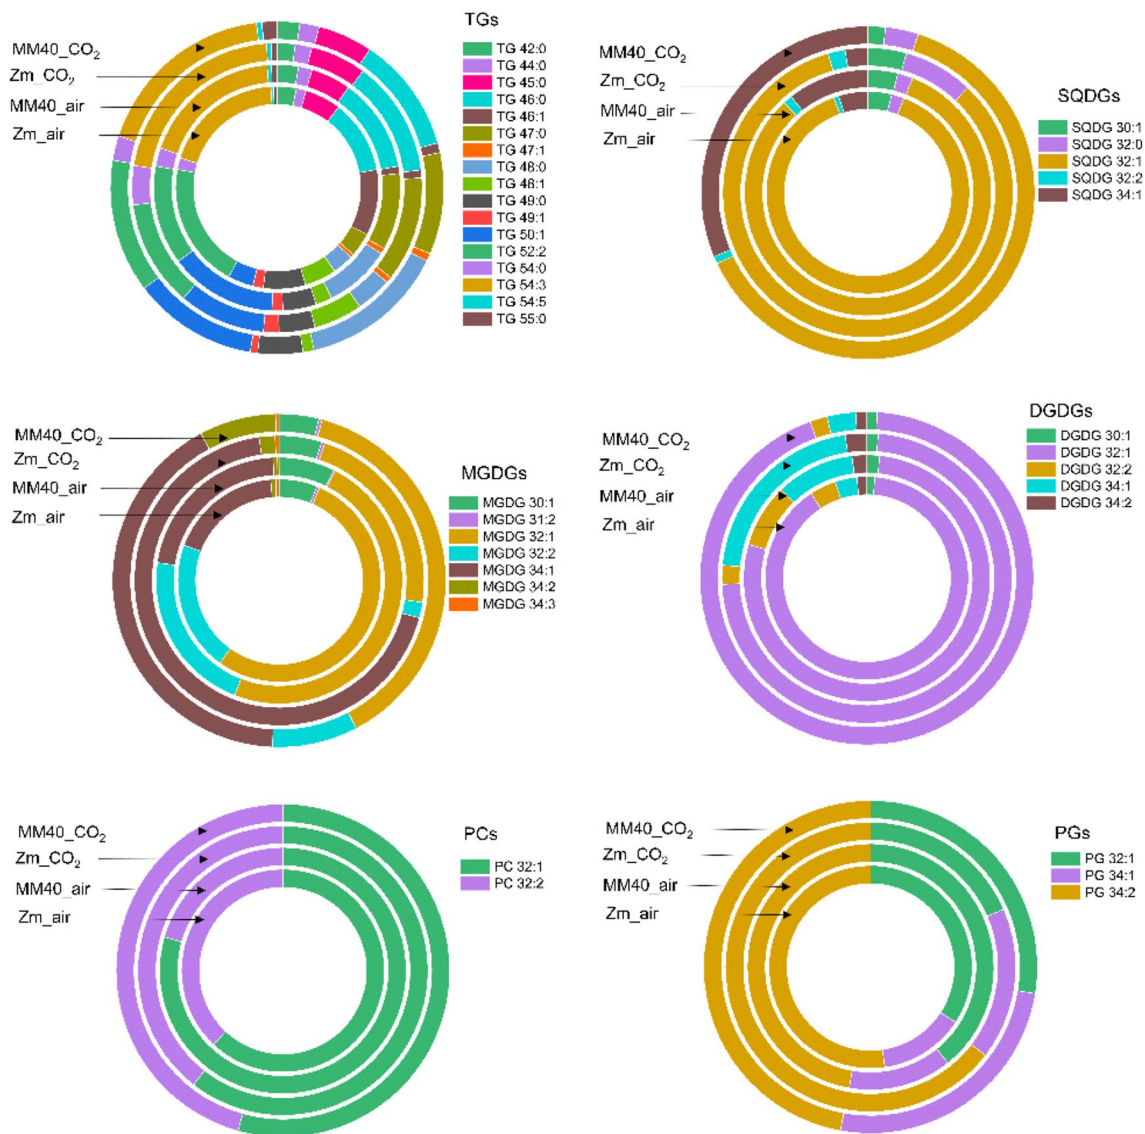 TGs
MM40_CO₂
Zm_CO₂
MM40_air
Zm_air
TG 42:0
TG 44:0
TG 45:0
TG 46:0
TG 46:1
TG 47:0
TG 47:1
TG 48:0
TG 48:1
TG 49:0
TG 49:1
TG 50:1
TG 52:2
TG 54:0
TG 54:3
TG 54:5
TG 55:0
SQDGs
MM40_CO₂
Zm_CO₂
MM40_air
Zm_air
SQDG 30:1
SQDG 32:0
SQDG 32:1
SQDG 32:2
SQDG 34:1
MGDGs
MM40_CO₂
Zm_CO₂
MM40_air
Zm_air
MGDG 30:1
MGDG 31:2
MGDG 32:1
MGDG 32:2
MGDG 34:1
MGDG 34:2
MGDG 34:3
DGDGs
MM40_CO₂
Zm_CO₂
MM40_air
Zm_air
DGDG 30:1
DGDG 32:1
DGDG 32:2
DGDG 34:1
DGDG 34:2
PCs
MM40_CO₂
Zm_CO₂
MM40_air
Zm_air
PC 32:1
PC 32:2
PGs
MM40_CO₂
Zm_CO₂
MM40_air
Zm_air
PG 32:1
PG 34:1
PG 34:2